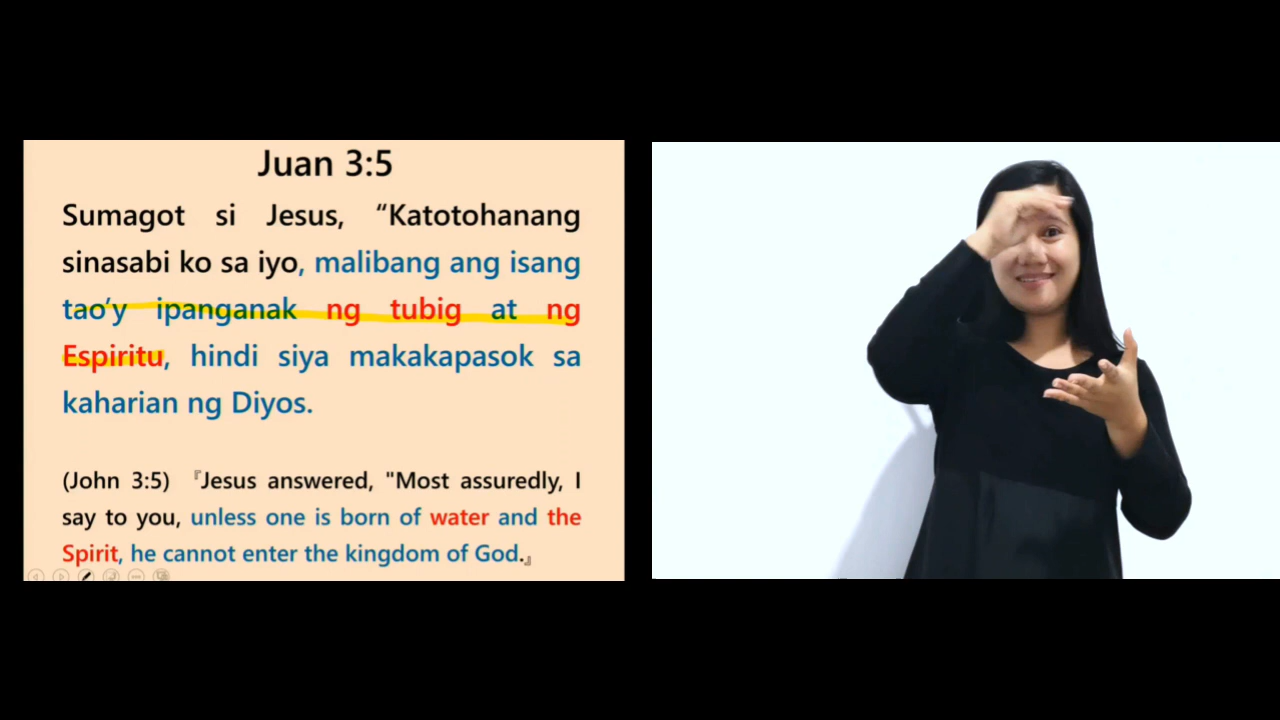 Juan 3:5
Sumagot si Jesus, “Katotohanang
sinasabi ko sa iyo, malibang ang isang
tao’y ipanganak ng tubig at ng
Espiritu, hindi siya makakapasok sa
kaharian ng Diyos.
(John 3:5) 『Jesus answered, "Most assuredly, I
say to you, unless one is born of water and the
Spirit, he cannot enter the kingdom of God.』